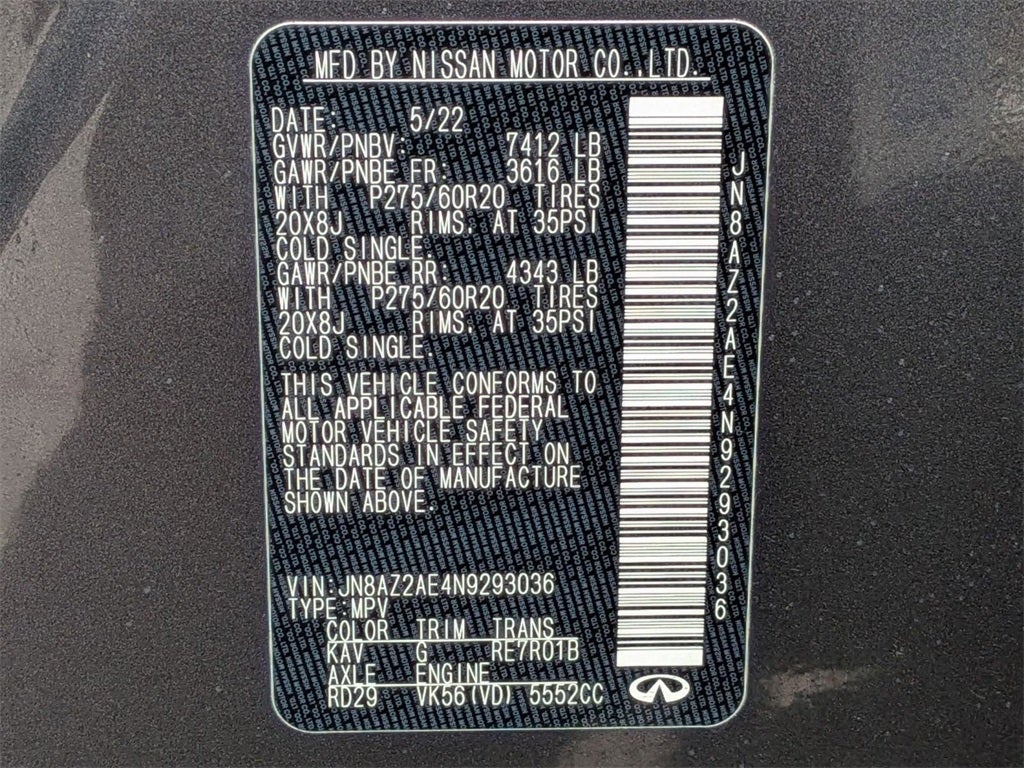 MFD BY NISSAN MOTOR CO.,LTD.
DATE: 5/22
GVWR/PNBV: 7412 LB
GAWR/PNBE FR: 3616 LB
WITH P275/60R20 TIRES
20X8J RIMS, AT 35PSI
COLD SINGLE.
GAWR/PNBE RR: 4343 LB
WITH P275/60R20 TIRES
20X8J RIMS, AT 35PSI
COLD SINGLE.
THIS VEHICLE CONFORMS TO
ALL APPLICABLE FEDERAL
MOTOR VEHICLE SAFETY
STANDARDS IN EFFECT ON
THE DATE OF MANUFACTURE
SHOWN ABOVE.
VIN:JN8AZ2AE4N9293036
TYPE:MPV
COLOR TRIM TRANS
KAV G RE7R01B
AXLE ENGINE
RD29 VK56(VD) 5552CC
JN8AZ2AE4N9293036